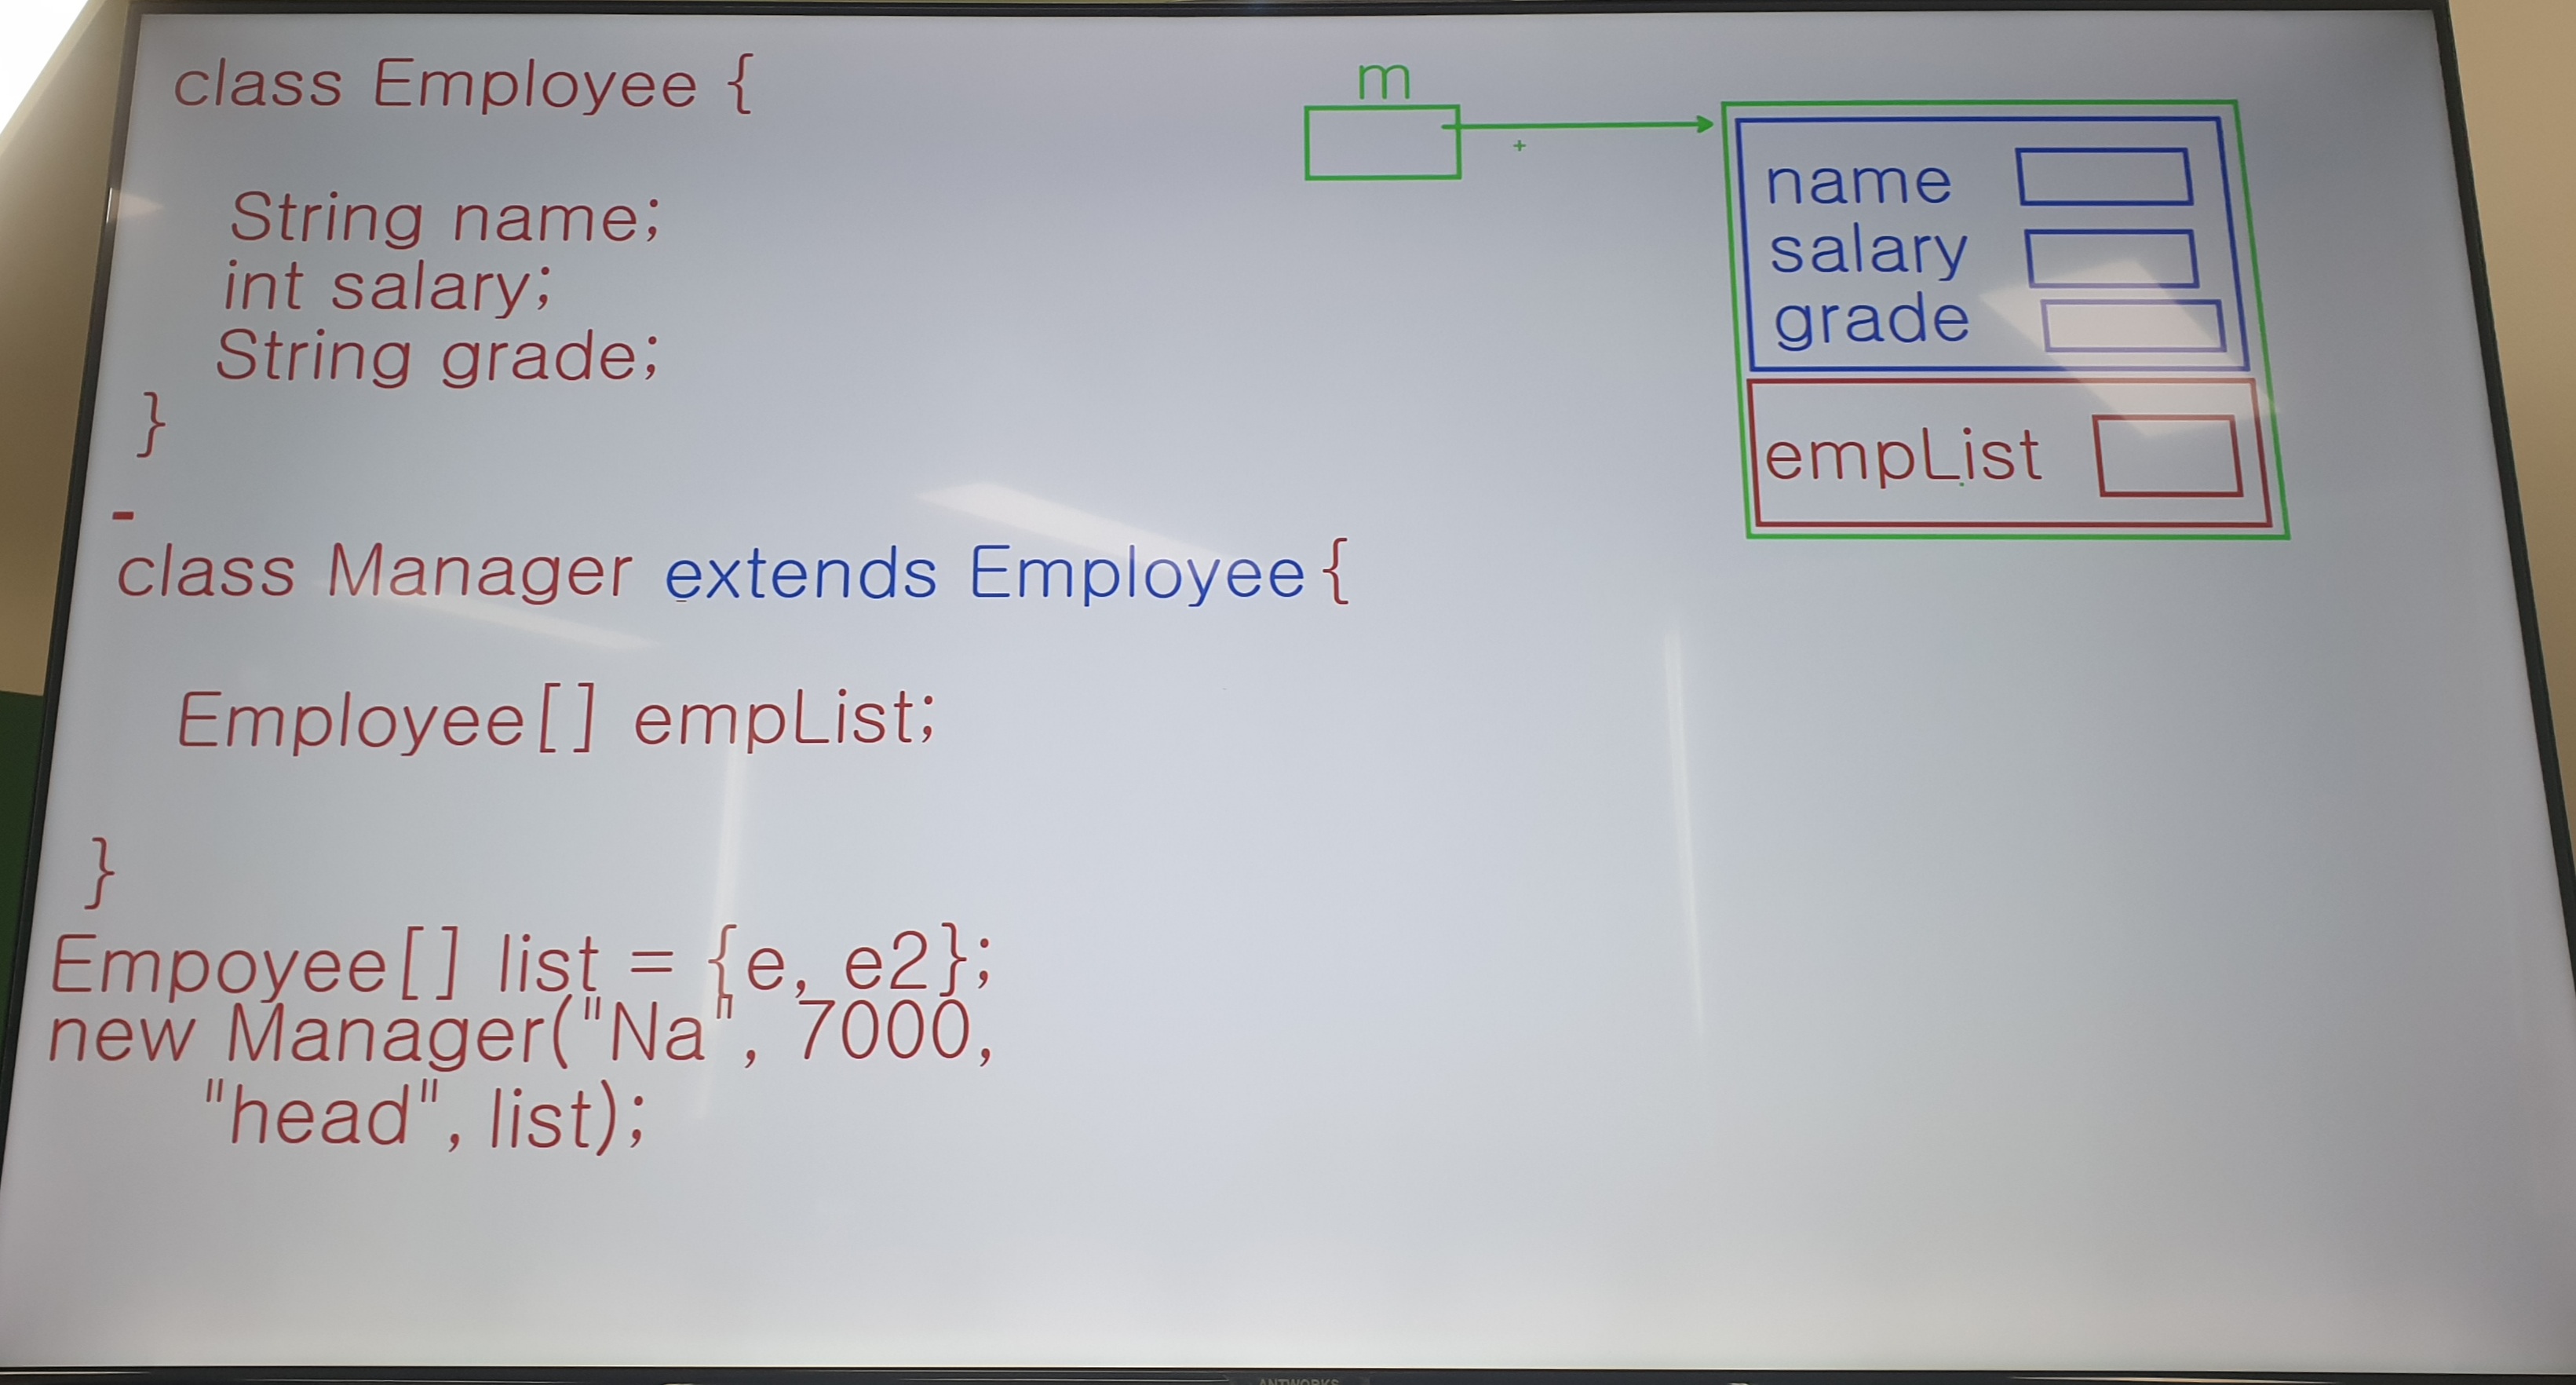 class Employee {
String name;
int salary;
String grade;
}
-
class Manager extends Employee{
Employee[] empList;
}
Empoyee[] list = {e, e2};
new Manager("Na", 7000,
"head", list);
m
+
name
salary
grade
empList
ANTWORKS